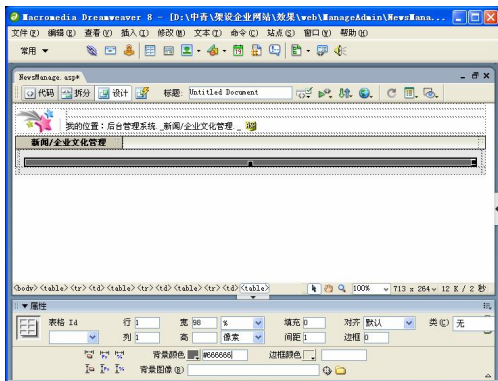 Macromedia Dreamweaver 8 - [D:\中青\架设企业网站\效果\web\ManageAdmin\NewsMana...
文件(F) 编辑(E) 查看(V) 插入(I) 修改(M) 文本(T) 命令(C) 站点(S) 窗口(W) 帮助(H)
常用
NewsManage.asp*
代码 拆分 设计 标题: Untitled Document
我的位置：后台管理系统._新闻/企业文化管理._
新闻/企业文化管理
<body> <table> <tr> <td> <table> <tr> <td> <table> <tr> <td> <table> 100% 713 x 264 12 K / 2 秒
属性
表格 Id 行 1 宽 98 % 填充 0 对齐 默认 类(C) 无
列 1 高 像素 间距 1 边框 0
背景颜色 #666666 边框颜色
背景图像(B)